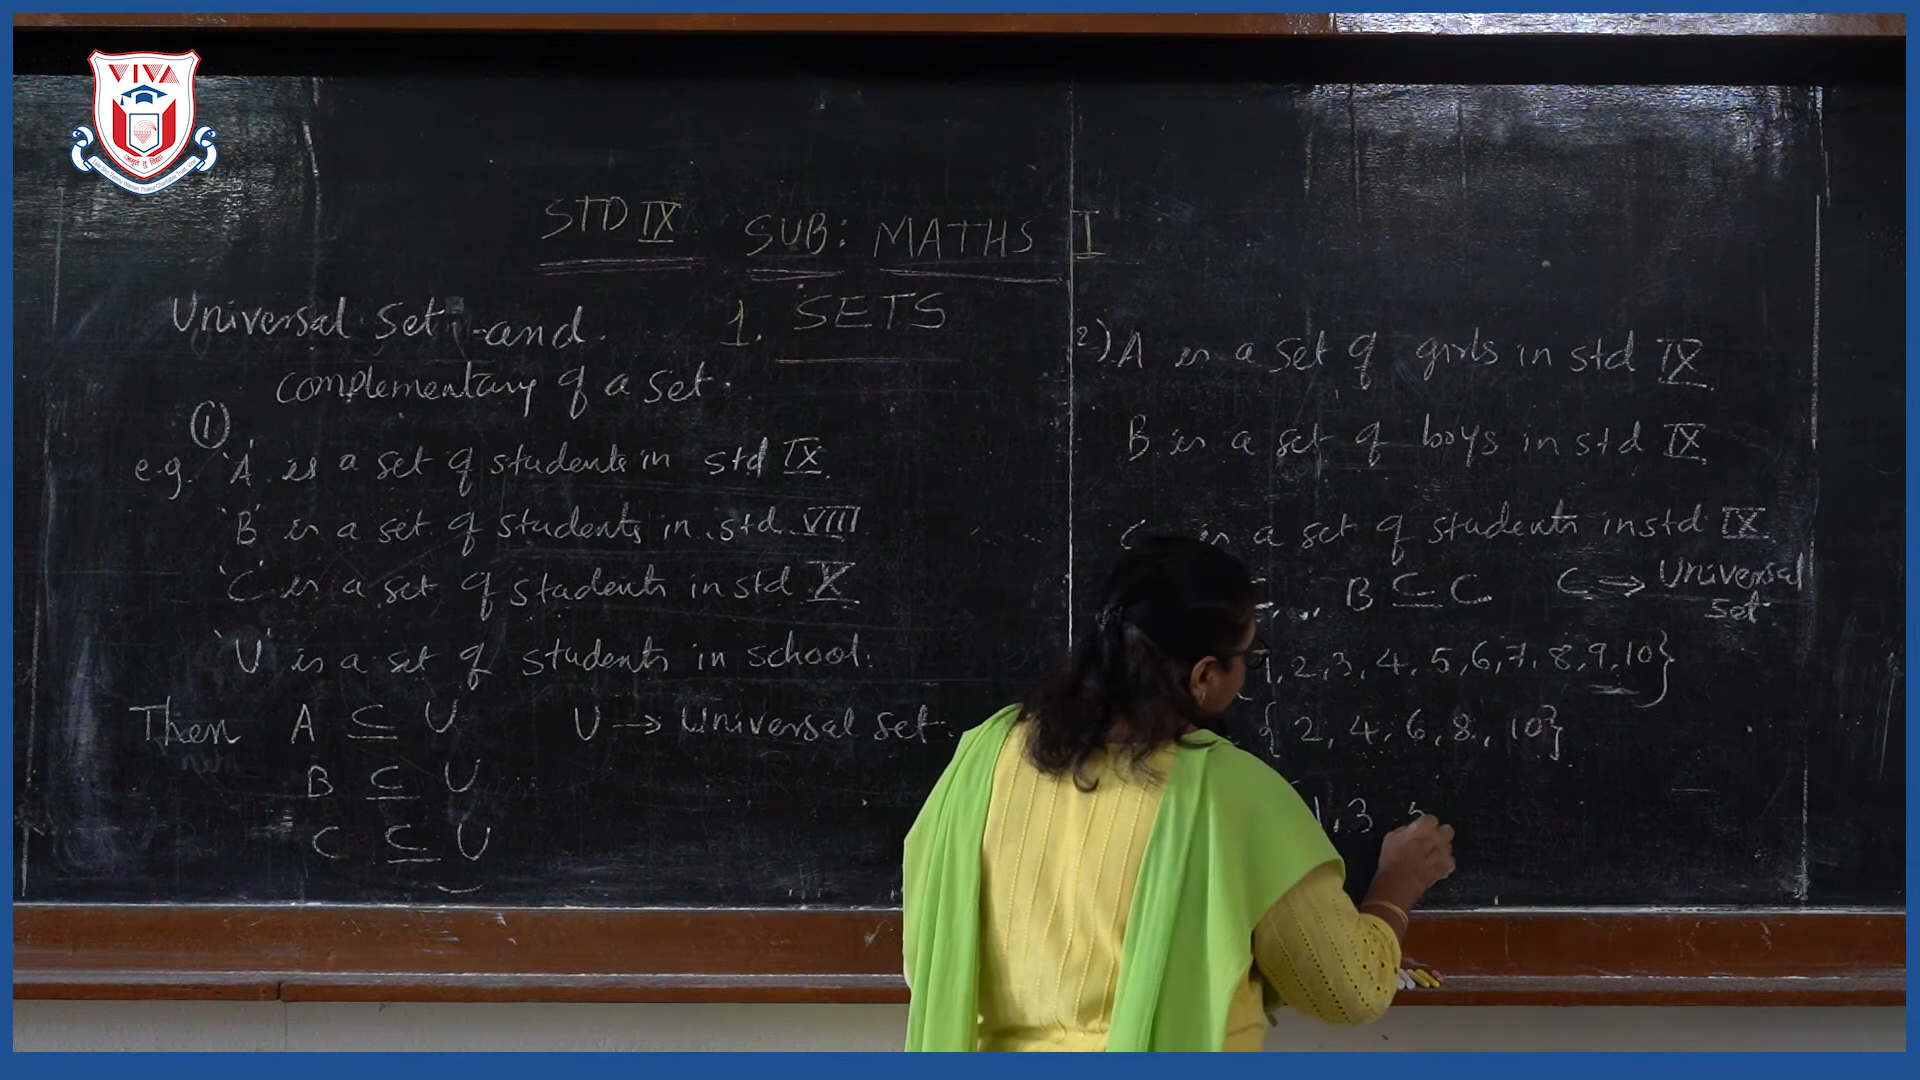 VIVA
STD IX SUB: MATHS I
1. SETS
Universal Set and
complementary of a set.
①
e.g. 'A' is a set of students in std IX.
'B' is a set of students in std VIII
'C' is a set of students in std X
'U' is a set of students in school.
Then A ⊆ U U → Universal set.
B ⊆ U
C ⊆ U
2) A is a set of girls in std IX.
B is a set of boys in std IX.
C is a set of students in std IX.
B ⊆ C C ⇒ Universal
Set.
1, 2, 3, 4, 5, 6, 7, 8, 9, 10}
{ 2, 4, 6, 8, 10}
1, 3